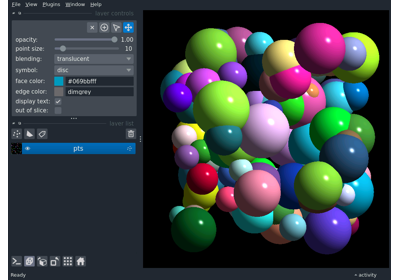 File View Plugins Window Help
layer controls
opacity: 1.00
point size: 10
blending: translucent
symbol: disc
face color: #069bbfff
edge color: dimgrey
display text: ✓
out of slice:
layer list
pts
Ready
activity